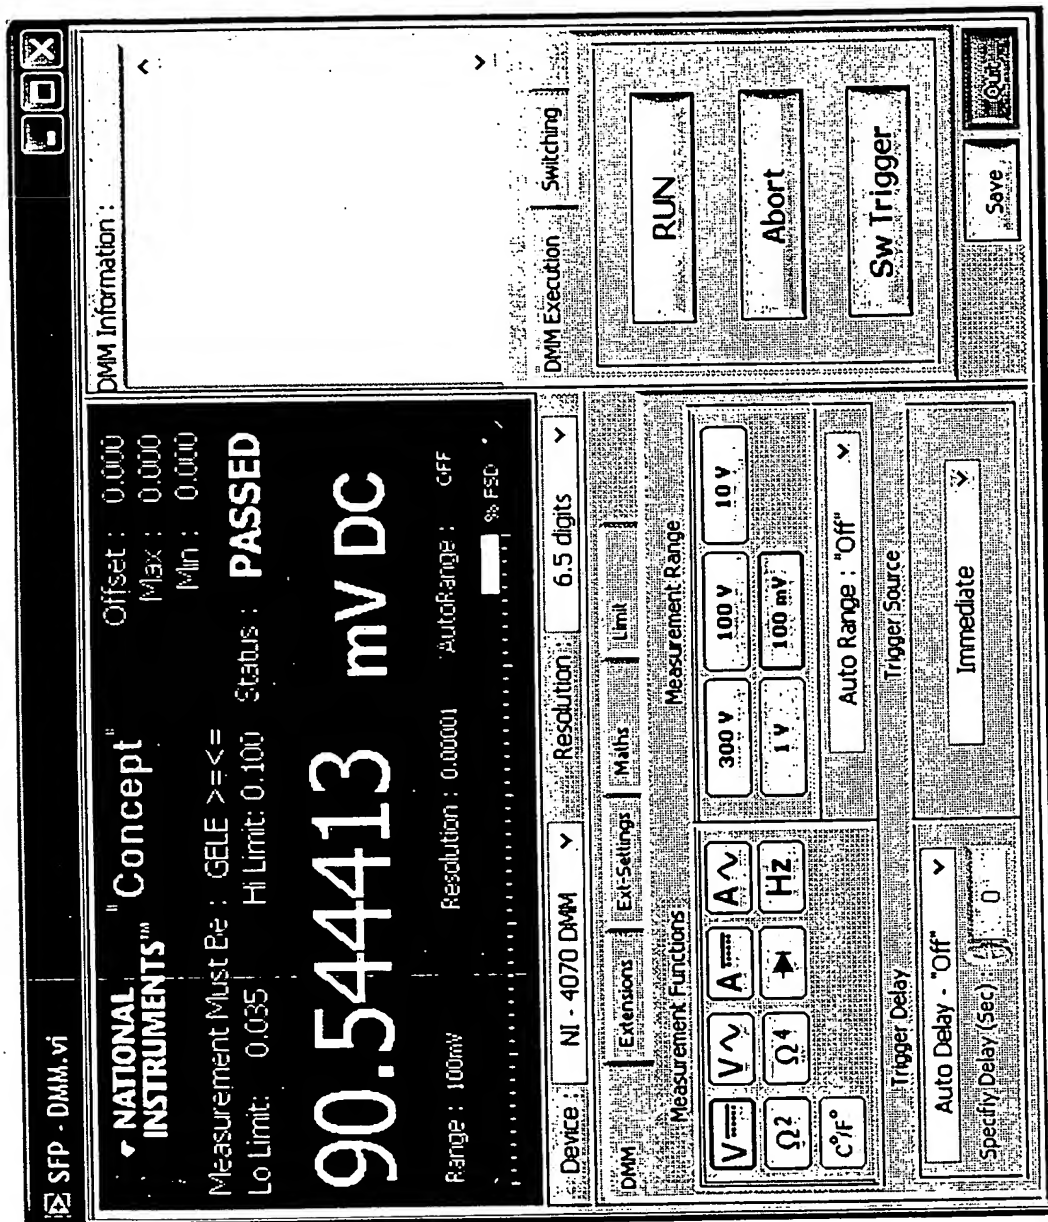 SFP - DMM.vi
NATIONAL INSTRUMENTS™ "Concept"
Offset : 0.000
Max : 0.000
Min : 0.000
Measurement Must Be : GELE >=<=
Lo Limit: 0.035 Hi Limit: 0.100 Status : PASSED
90.54413 mV DC
Range : 100mV Resolution : 0.00001 AutoRange : OFF
% FSD
DMM Information :
Device : NI - 4070 DMM Resolution : 6.5 digits
DMM Extensions Ext-Settings Maths Limit
Measurement Functions
V V∿ A A∿
Ω2 Ω4 Hz
C°/F°
Measurement Range
300 V 100 V 10 V
1 V 100 mV
Auto Range : "Off"
Trigger Delay
Auto Delay - "Off"
Specifiy Delay (Sec) : 0
Trigger Source
Immediate
DMM Execution Switching
RUN
Abort
Sw Trigger
Save Quit